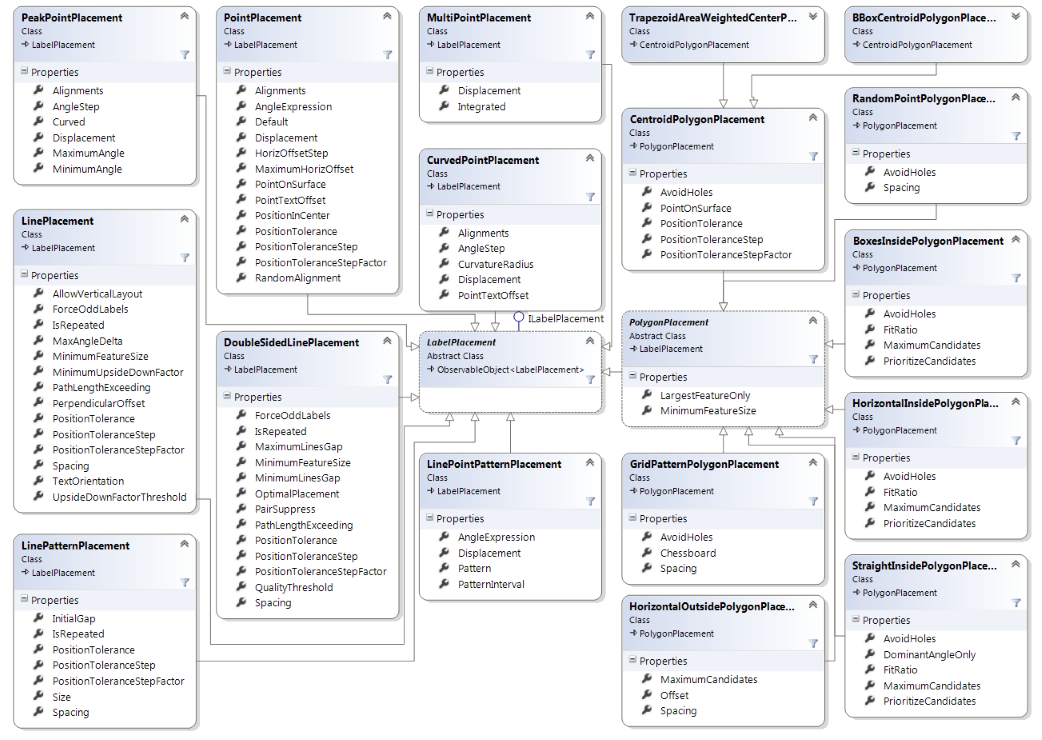 PeakPointPlacement
Class
LabelPlacement
Properties
Alignments
AngleStep
Curved
Displacement
MaximumAngle
MinimumAngle
LinePlacement
Class
LabelPlacement
Properties
AllowVerticalLayout
ForceOddLabels
IsRepeated
MaxAngleDelta
MinimumFeatureSize
MinimumUpsideDownFactor
PathLengthExceeding
PerpendicularOffset
PositionTolerance
PositionToleranceStep
PositionToleranceStepFactor
Spacing
TextOrientation
UpsideDownFactorThreshold
LinePatternPlacement
Class
LabelPlacement
Properties
InitialGap
IsRepeated
PositionTolerance
PositionToleranceStep
PositionToleranceStepFactor
Size
Spacing
PointPlacement
Class
LabelPlacement
Properties
Alignments
AngleExpression
Default
Displacement
HorizOffsetStep
MaximumHorizOffset
PointOnSurface
PointTextOffset
PositionInCenter
PositionTolerance
PositionToleranceStep
PositionToleranceStepFactor
RandomAlignment
DoubleSidedLinePlacement
Class
LabelPlacement
Properties
ForceOddLabels
IsRepeated
MaximumLinesGap
MinimumFeatureSize
MinimumLinesGap
OptimalPlacement
PairSuppress
PathLengthExceeding
PositionTolerance
PositionToleranceStep
PositionToleranceStepFactor
QualityThreshold
Spacing
MultiPointPlacement
Class
LabelPlacement
Properties
Displacement
Integrated
CurvedPointPlacement
Class
LabelPlacement
Properties
Alignments
AngleStep
CurvatureRadius
Displacement
PointTextOffset
ILabelPlacement
LabelPlacement
Abstract Class
ObservableObject<LabelPlacement>
LinePointPatternPlacement
Class
LabelPlacement
Properties
AngleExpression
Displacement
Pattern
PatternInterval
TrapezoidAreaWeightedCenterP...
Class
CentroidPolygonPlacement
CentroidPolygonPlacement
Class
PolygonPlacement
Properties
AvoidHoles
PointOnSurface
PositionTolerance
PositionToleranceStep
PositionToleranceStepFactor
PolygonPlacement
Abstract Class
LabelPlacement
Properties
LargestFeatureOnly
MinimumFeatureSize
GridPatternPolygonPlacement
Class
PolygonPlacement
Properties
AvoidHoles
Chessboard
Spacing
HorizontalOutsidePolygonPlace...
Class
PolygonPlacement
Properties
MaximumCandidates
Offset
Spacing
BBoxCentroidPolygonPlace...
Class
CentroidPolygonPlacement
RandomPointPolygonPlace...
Class
PolygonPlacement
Properties
AvoidHoles
Spacing
BoxesInsidePolygonPlacement
Class
PolygonPlacement
Properties
AvoidHoles
FitRatio
MaximumCandidates
PrioritizeCandidates
HorizontalInsidePolygonPla...
Class
PolygonPlacement
Properties
AvoidHoles
FitRatio
MaximumCandidates
PrioritizeCandidates
StraightInsidePolygonPlace...
Class
PolygonPlacement
Properties
AvoidHoles
DominantAngleOnly
FitRatio
MaximumCandidates
PrioritizeCandidates